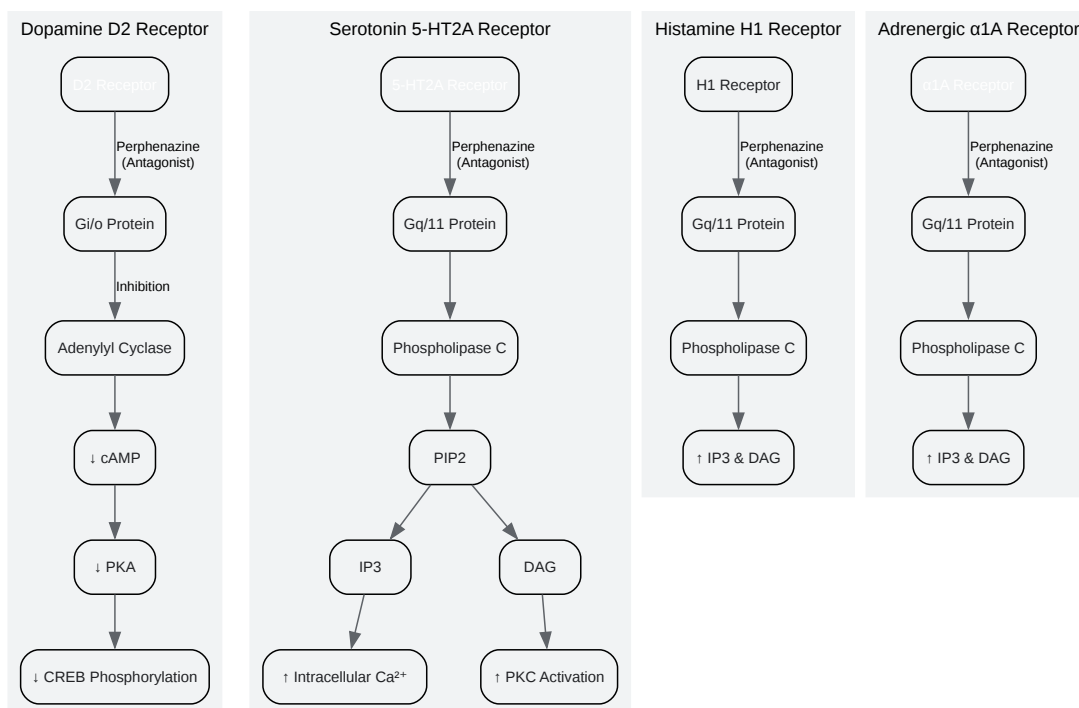 Dopamine D2 Receptor
D2 Receptor
Perphenazine
(Antagonist)
Gi/o Protein
Inhibition
Adenylyl Cyclase
↓ cAMP
↓ PKA
↓ CREB Phosphorylation
Serotonin 5-HT2A Receptor
5-HT2A Receptor
Perphenazine
(Antagonist)
Gq/11 Protein
Phospholipase C
PIP2
IP3
DAG
↑ Intracellular Ca²⁺
↑ PKC Activation
Histamine H1 Receptor
H1 Receptor
Perphenazine
(Antagonist)
Gq/11 Protein
Phospholipase C
↑ IP3 & DAG
Adrenergic α1A Receptor
α1A Receptor
Perphenazine
(Antagonist)
Gq/11 Protein
Phospholipase C
↑ IP3 & DAG